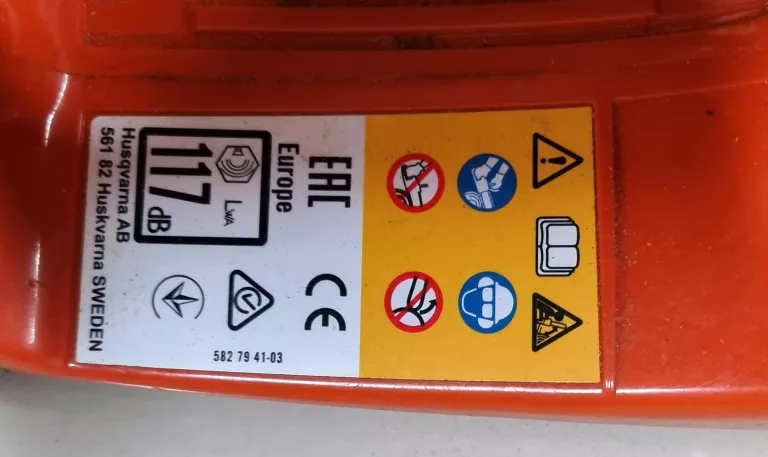 EAC
CE
Europe
LWA
117 dB
Husqvarna AB
561 82 Huskvarna SWEDEN
582 79 41-03